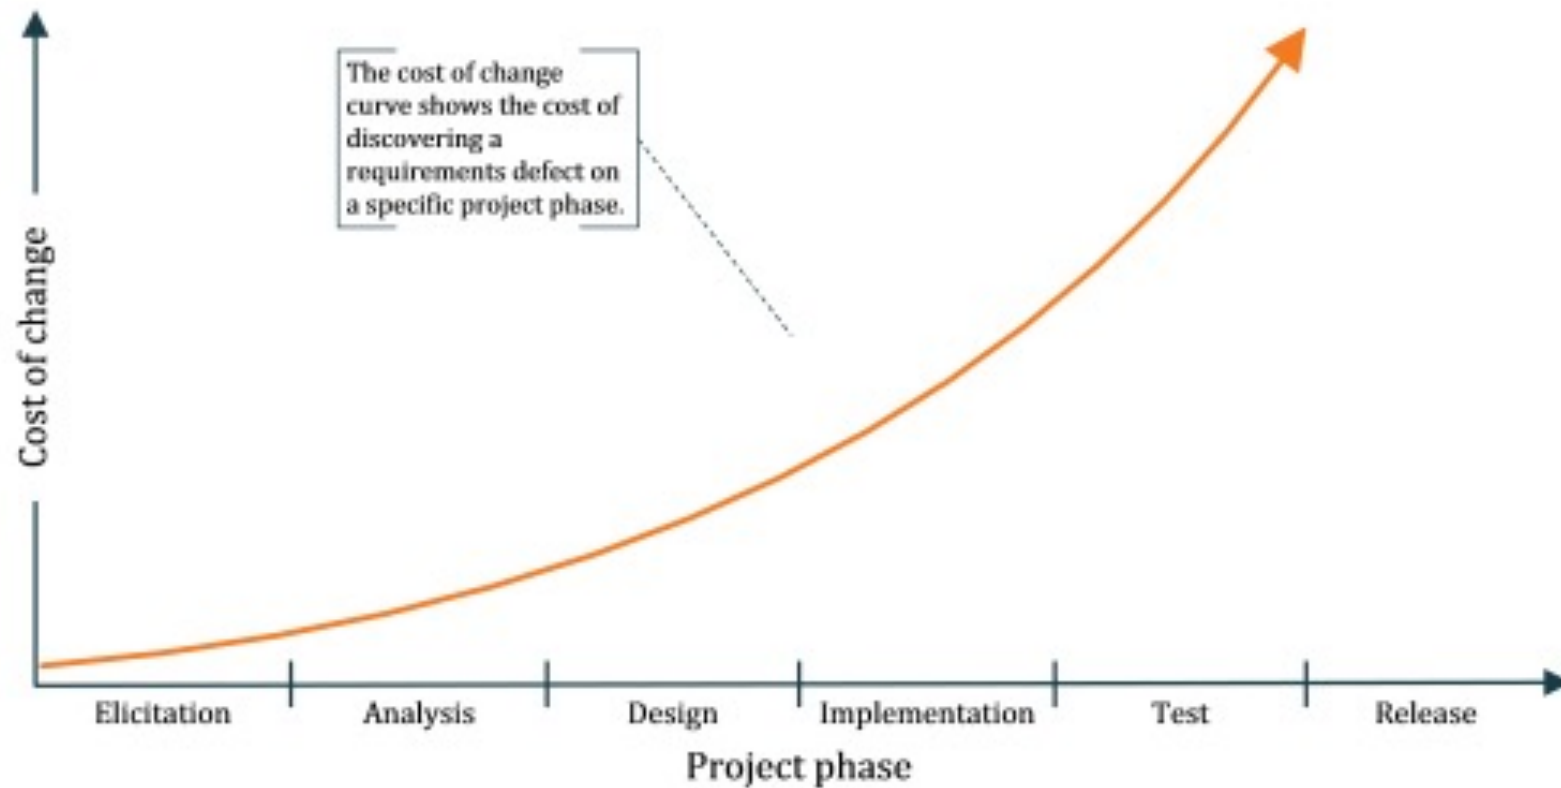 The cost of change
curve shows the cost of
discovering a
requirements defect on
a specific project phase.
Cost of change
Elicitation
Analysis
Design
Implementation
Test
Release
Project phase